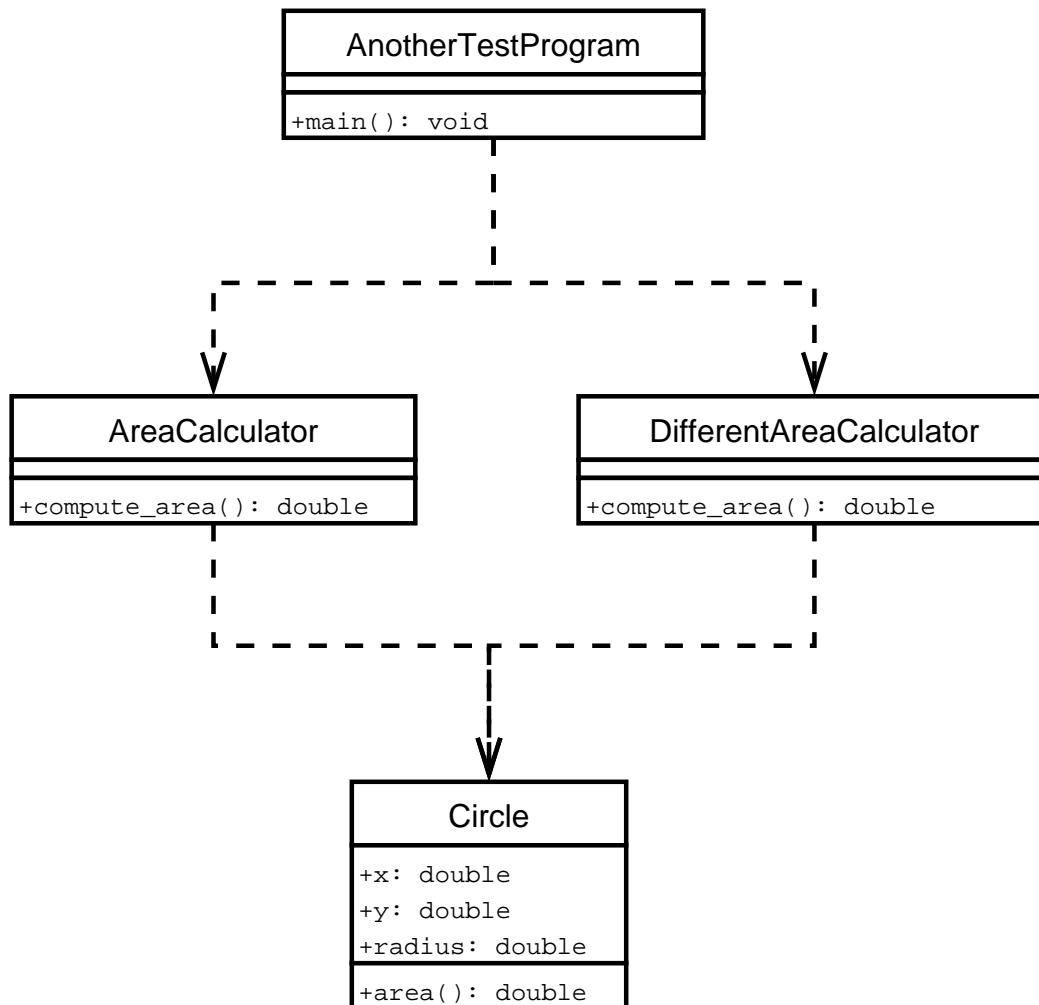 AnotherTestProgram
+main(): void
AreaCalculator
+compute_area(): double
DifferentAreaCalculator
+compute_area(): double
Circle
+x: double
+y: double
+radius: double
+area(): double